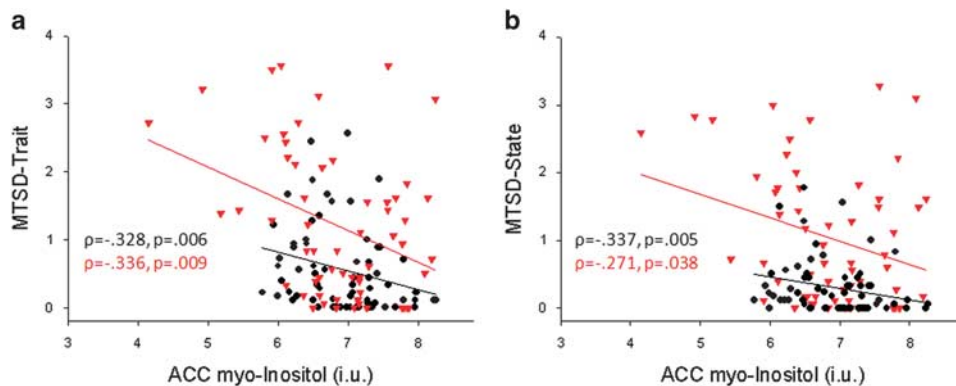 a
b
4
3
2
1
0
MTSD-Trait
ρ=-.328, p=.006
ρ=-.336, p=.009
3 4 5 6 7 8
ACC myo-Inositol (i.u.)
4
3
2
1
0
MTSD-State
ρ=-.337, p=.005
ρ=-.271, p=.038
3 4 5 6 7 8
ACC myo-Inositol (i.u.)